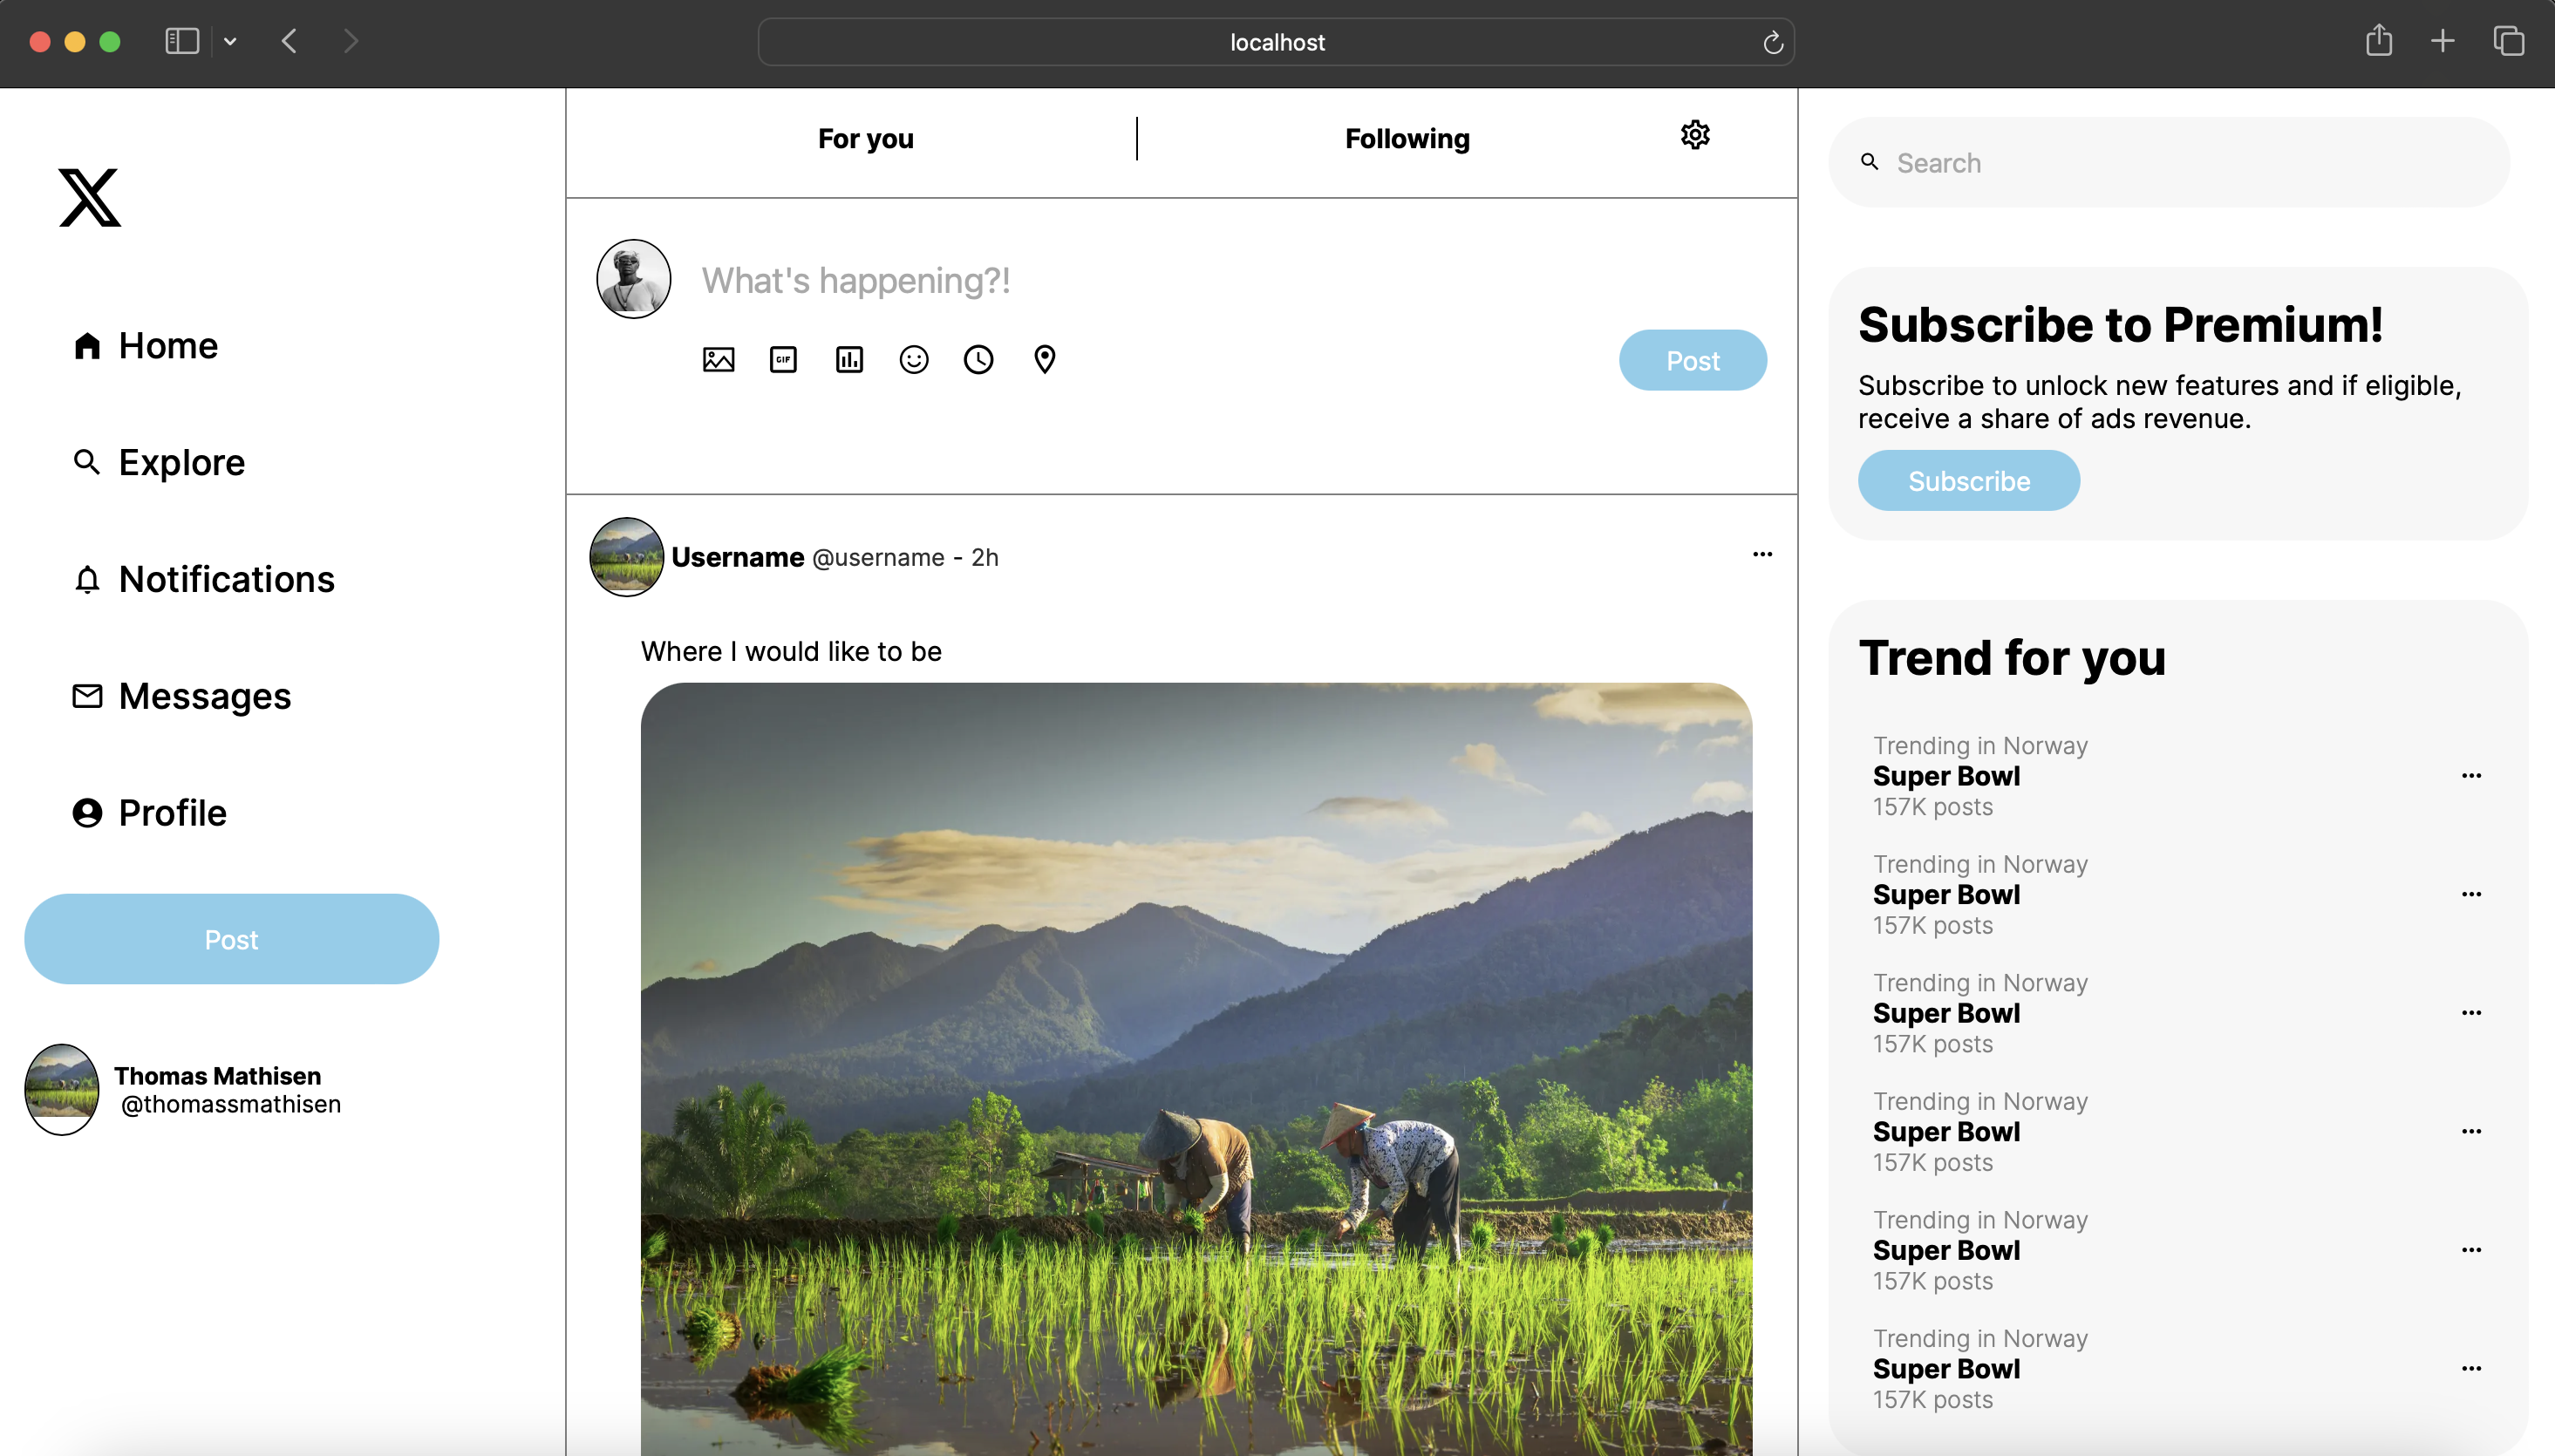 localhost
For you
Following
X
Home
Explore
Notifications
Messages
Profile
Post
Thomas Mathisen
@thomassmathisen
What's happening?!
GIF
Post
Username @username - 2h
Where I would like to be
Search
Subscribe to Premium!
Subscribe to unlock new features and if eligible,
receive a share of ads revenue.
Subscribe
Trend for you
Trending in Norway
Super Bowl
157K posts
Trending in Norway
Super Bowl
157K posts
Trending in Norway
Super Bowl
157K posts
Trending in Norway
Super Bowl
157K posts
Trending in Norway
Super Bowl
157K posts
Trending in Norway
Super Bowl
157K posts